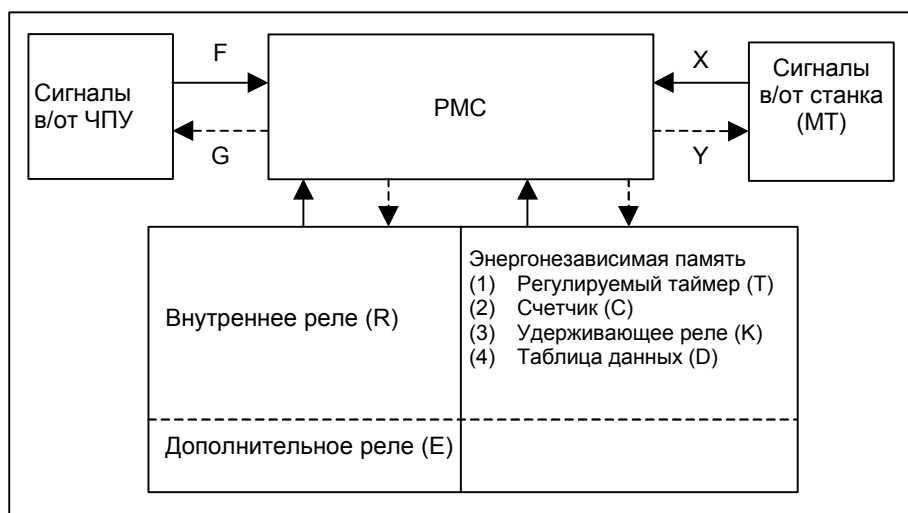 Сигналы
в/от ЧПУ
F
G
PMC
X
Y
Сигналы
в/от станка
(MT)
Внутреннее реле (R)
Дополнительное реле (E)
Энергонезависимая память
(1) Регулируемый таймер (T)
(2) Счетчик (C)
(3) Удерживающее реле (K)
(4) Таблица данных (D)